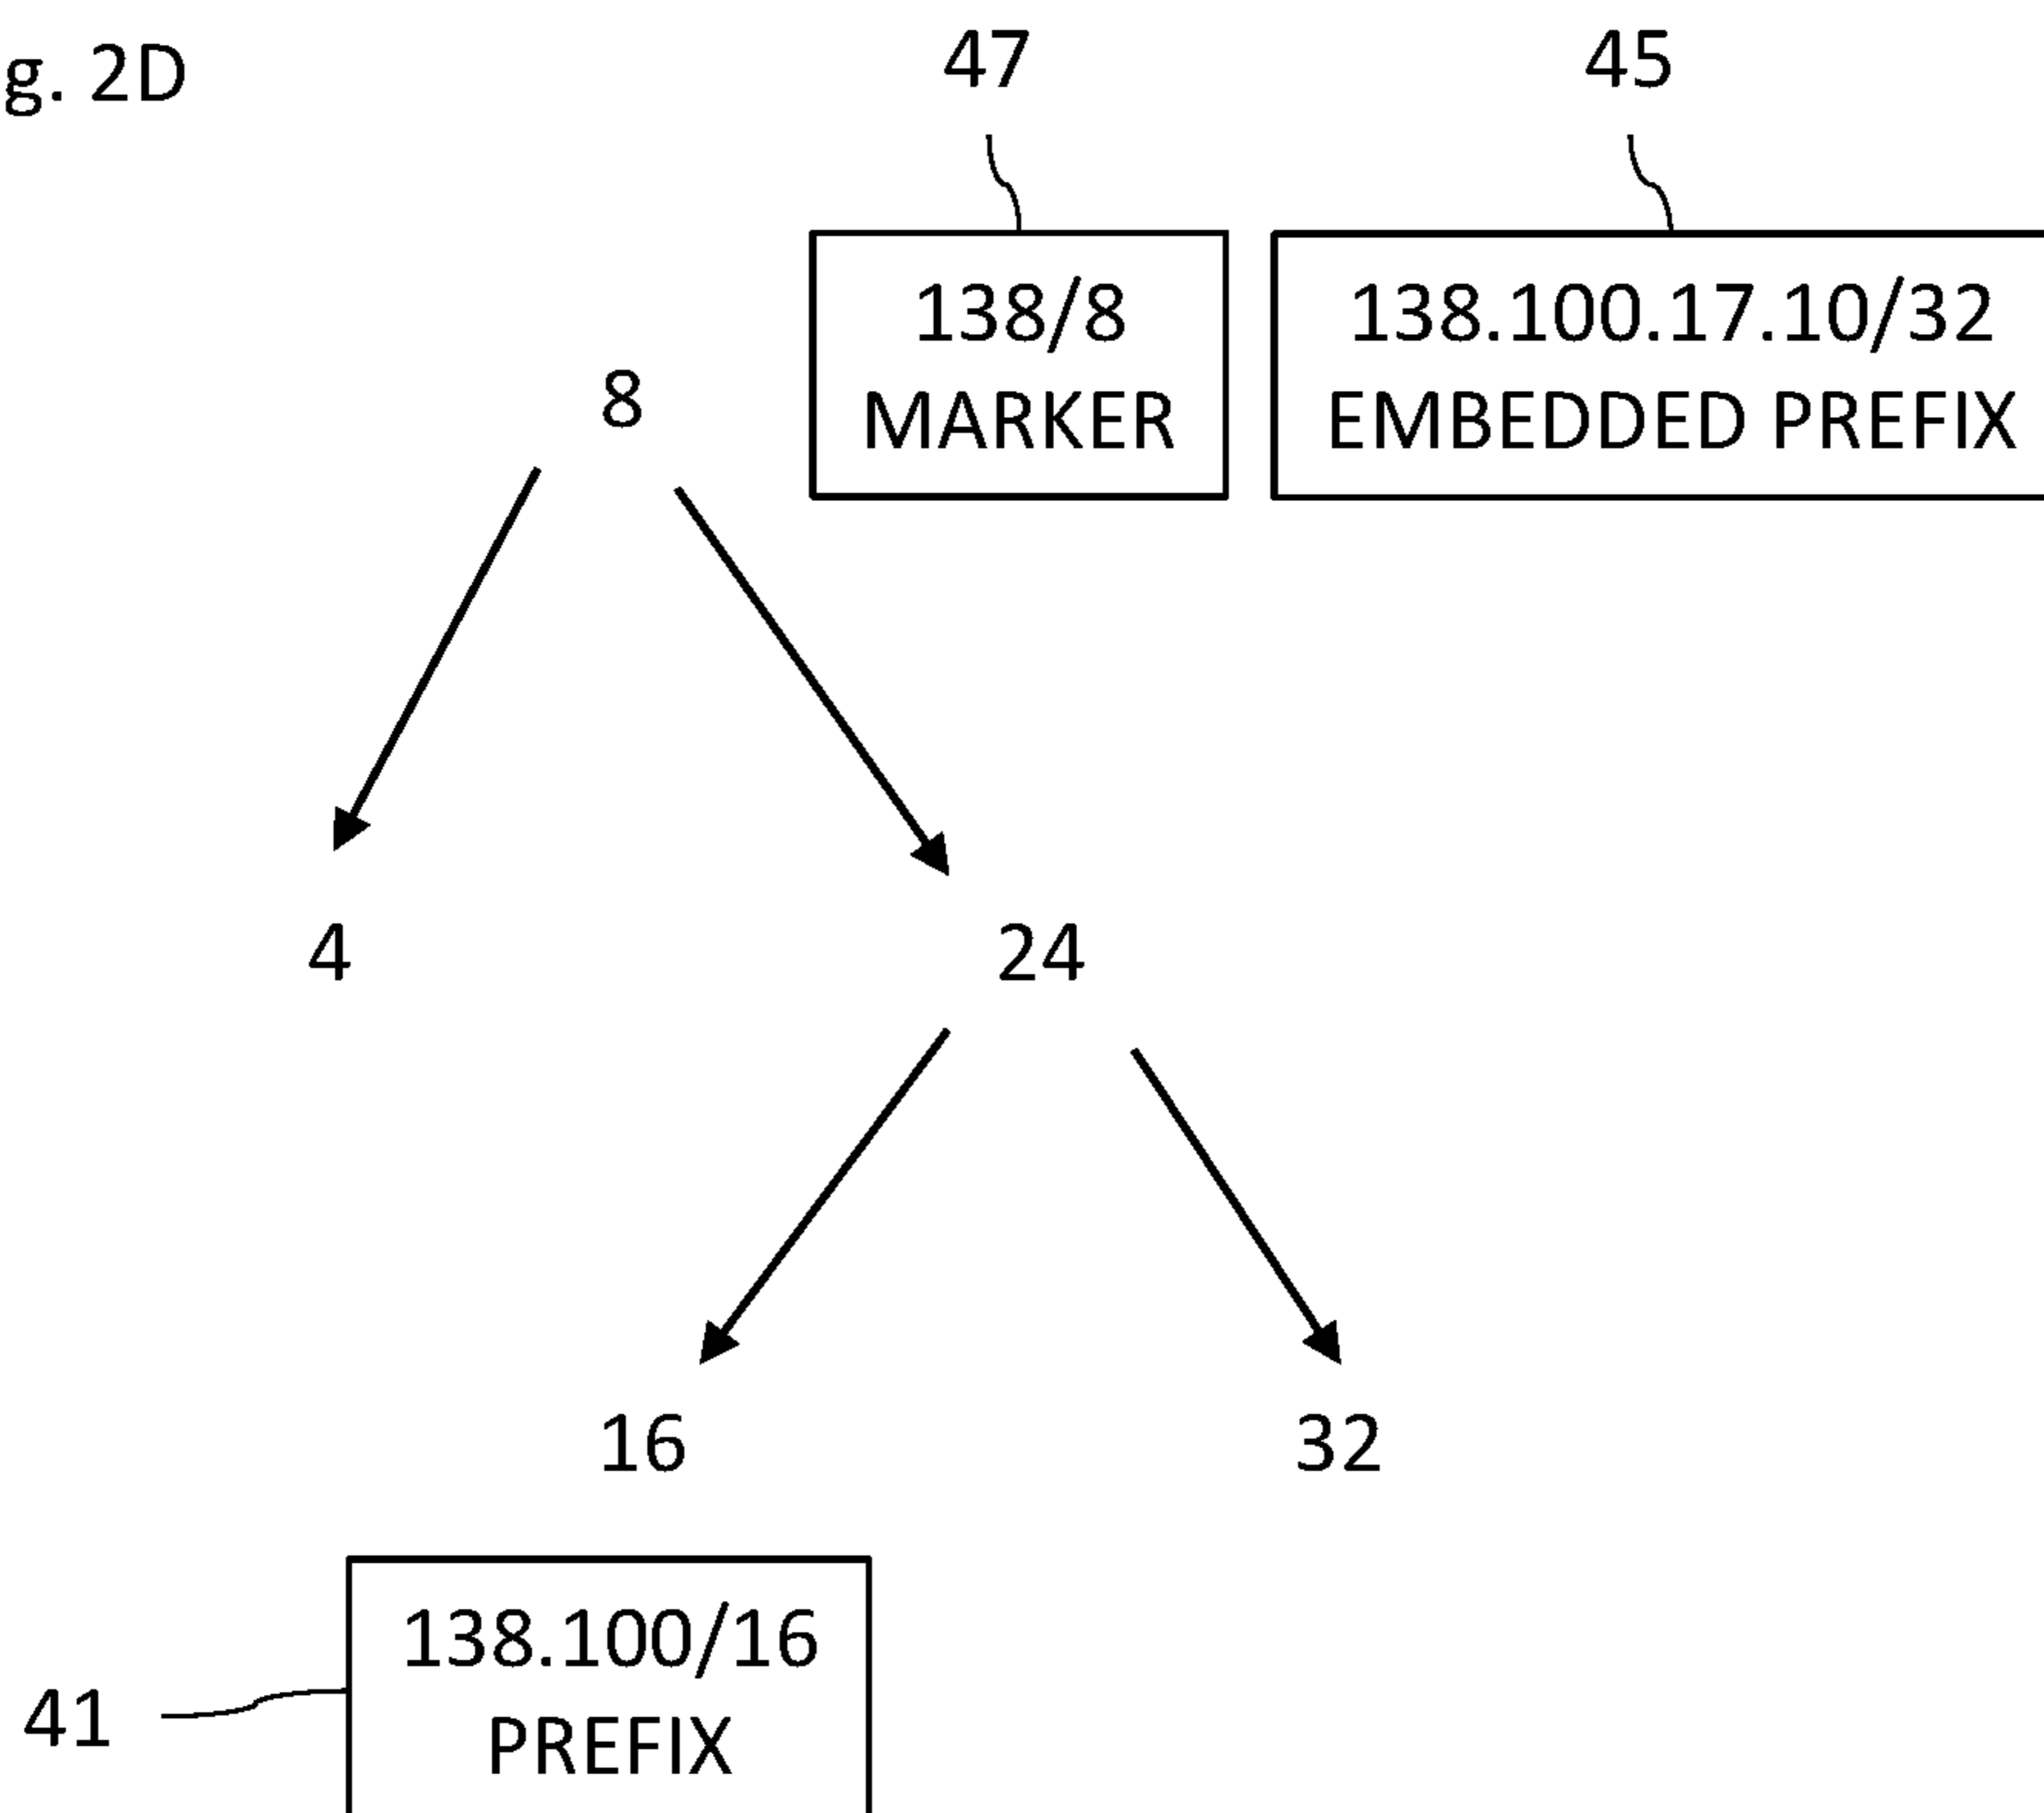 g. 2D
47
45
138/8
MARKER
138.100.17.10/32
EMBEDDED PREFIX
8
4
24
16
32
138.100/16
PREFIX
41